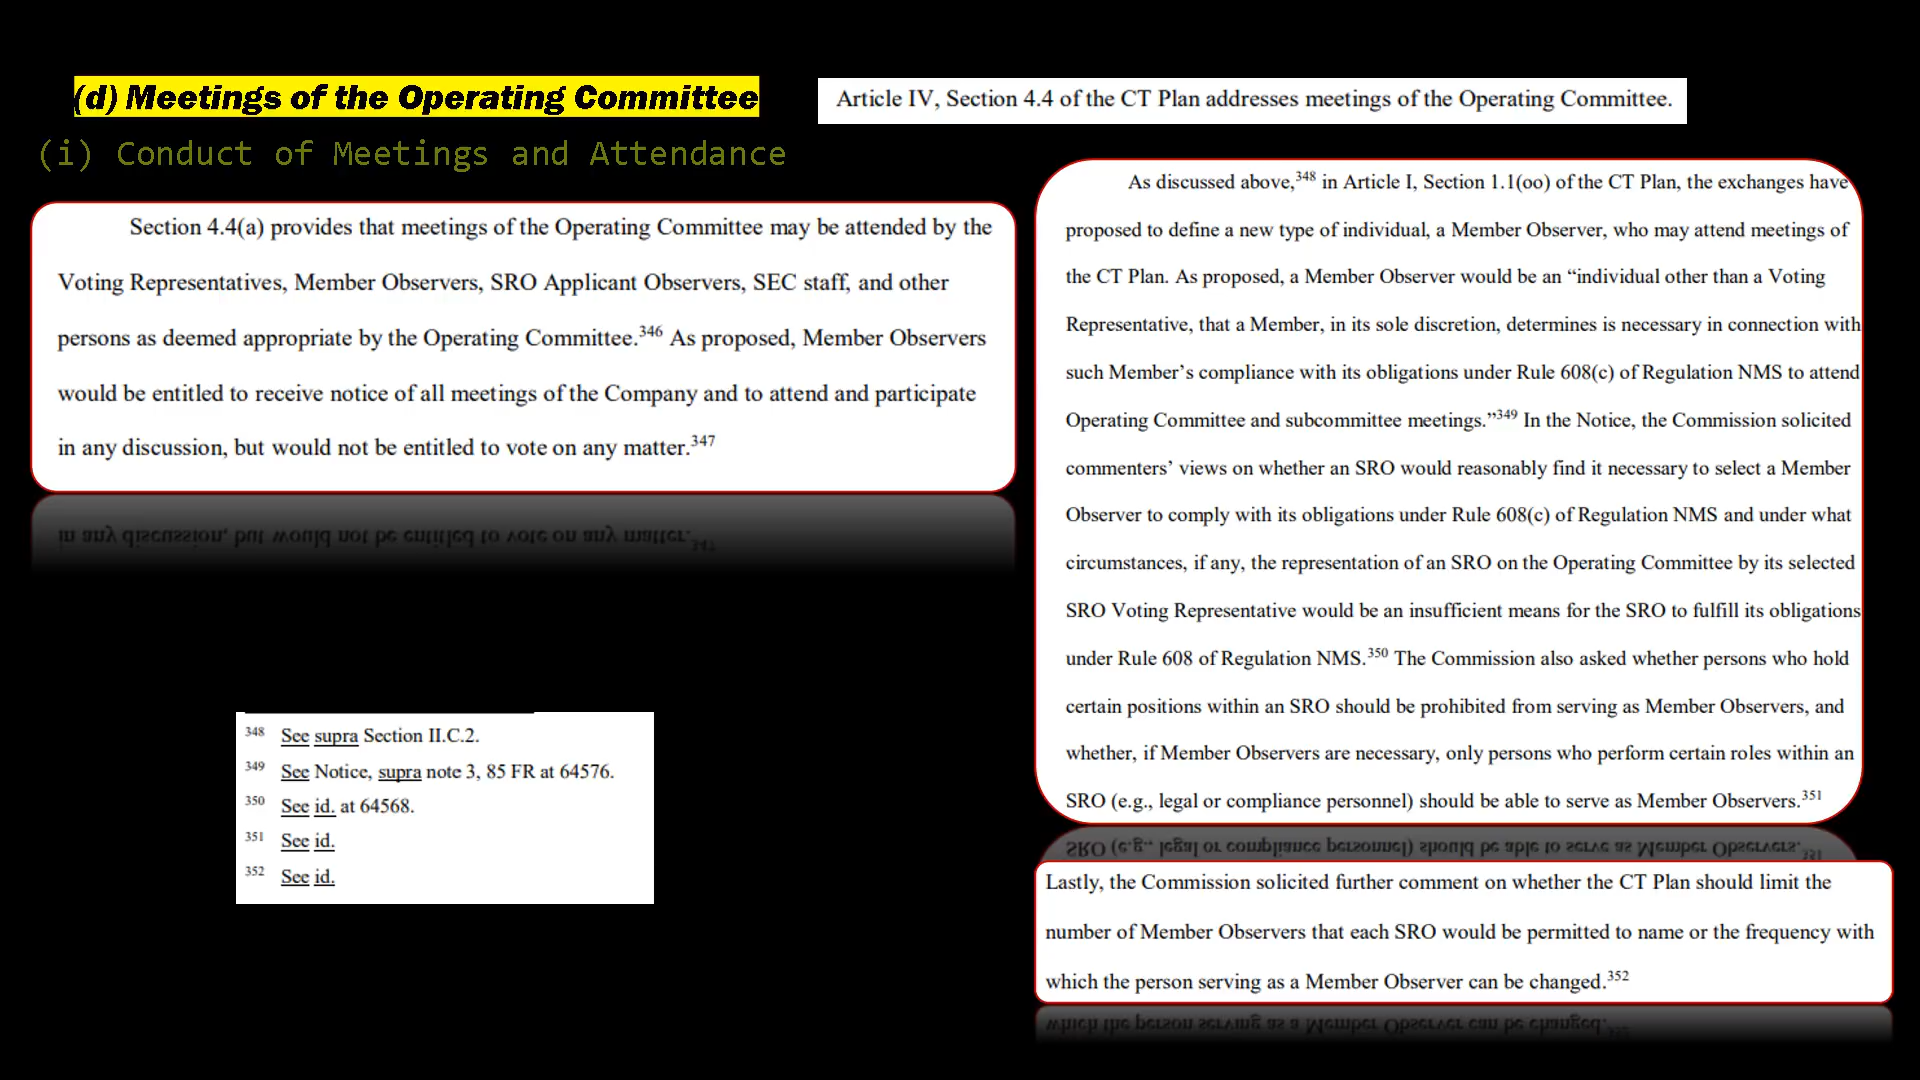 (d) Meetings of the Operating Committee
Article IV, Section 4.4 of the CT Plan addresses meetings of the Operating Committee.
(i) Conduct of Meetings and Attendance
Section 4.4(a) provides that meetings of the Operating Committee may be attended by the
Voting Representatives, Member Observers, SRO Applicant Observers, SEC staff, and other
persons as deemed appropriate by the Operating Committee.346 As proposed, Member Observers
would be entitled to receive notice of all meetings of the Company and to attend and participate
in any discussion, but would not be entitled to vote on any matter.347
348 See supra Section II.C.2.
349 See Notice, supra note 3, 85 FR at 64576.
350 See id. at 64568.
351 See id.
352 See id.
As discussed above,348 in Article I, Section 1.1(oo) of the CT Plan, the exchanges have
proposed to define a new type of individual, a Member Observer, who may attend meetings of
the CT Plan. As proposed, a Member Observer would be an “individual other than a Voting
Representative, that a Member, in its sole discretion, determines is necessary in connection with
such Member’s compliance with its obligations under Rule 608(c) of Regulation NMS to attend
Operating Committee and subcommittee meetings.”349 In the Notice, the Commission solicited
commenters’ views on whether an SRO would reasonably find it necessary to select a Member
Observer to comply with its obligations under Rule 608(c) of Regulation NMS and under what
circumstances, if any, the representation of an SRO on the Operating Committee by its selected
SRO Voting Representative would be an insufficient means for the SRO to fulfill its obligations
under Rule 608 of Regulation NMS.350 The Commission also asked whether persons who hold
certain positions within an SRO should be prohibited from serving as Member Observers, and
whether, if Member Observers are necessary, only persons who perform certain roles within an
SRO (e.g., legal or compliance personnel) should be able to serve as Member Observers.351
Lastly, the Commission solicited further comment on whether the CT Plan should limit the
number of Member Observers that each SRO would be permitted to name or the frequency with
which the person serving as a Member Observer can be changed.352